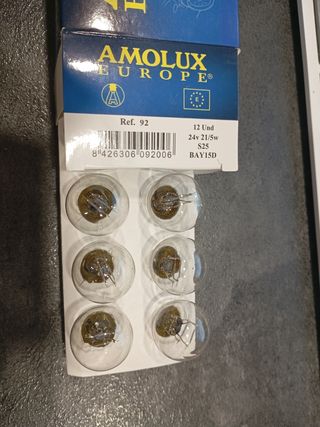 AMOLUX
EUROPE®
E
Ref. 92
12 Und
24v 21/5w
S25
BAY15D
8 426306 092006